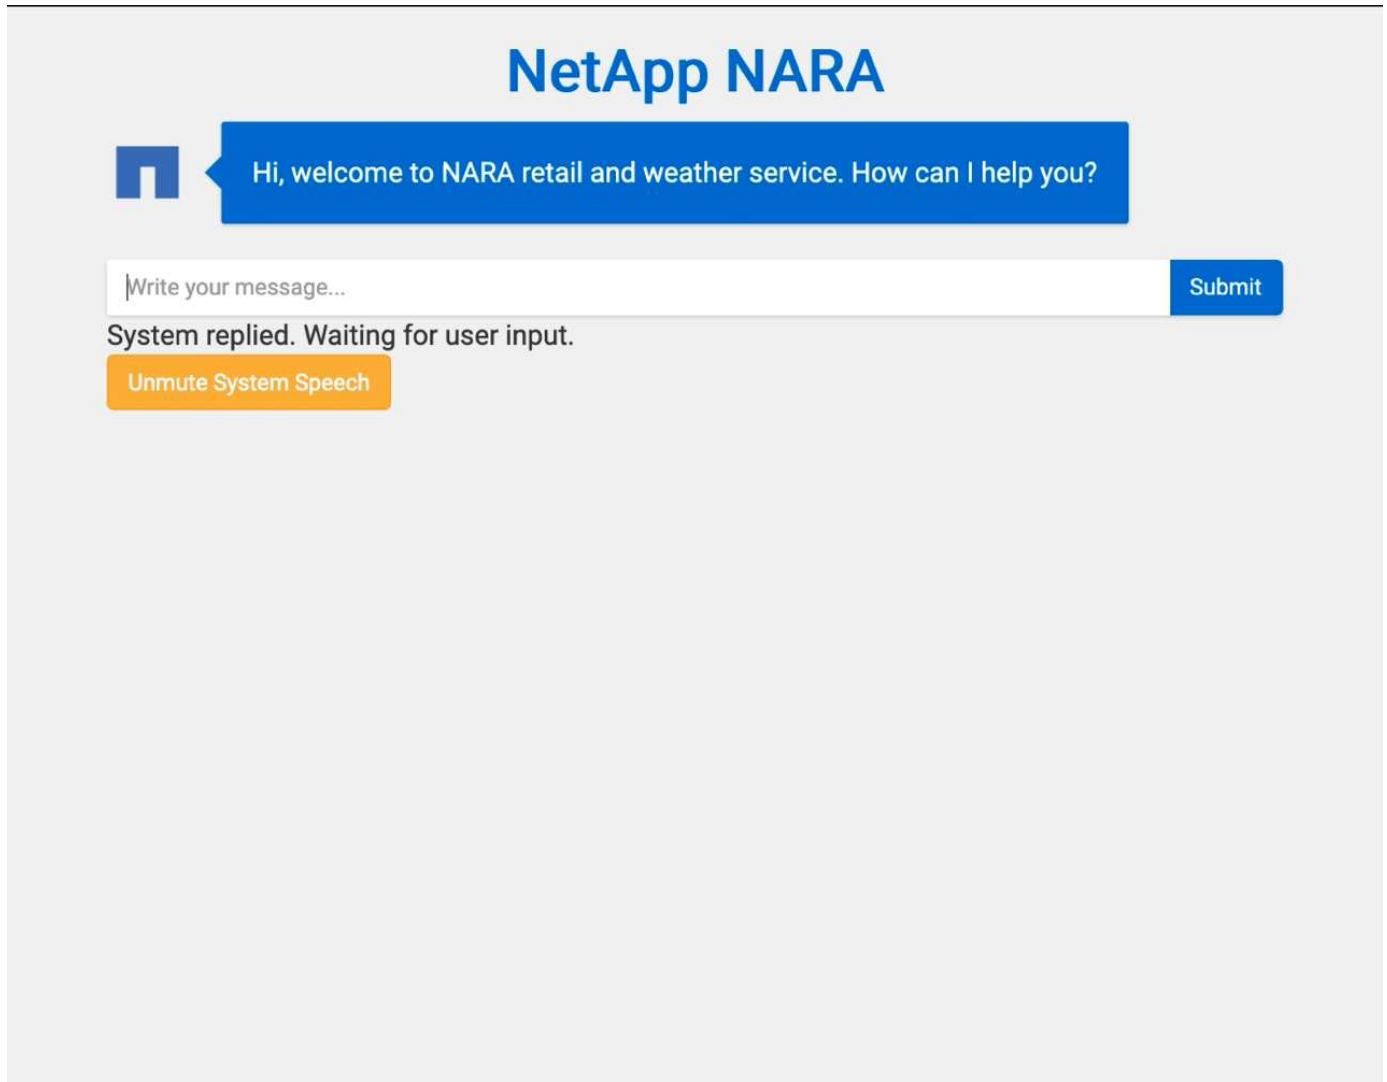 NetApp NARA
Hi, welcome to NARA retail and weather service. How can I help you?
Write your message...
Submit
System replied. Waiting for user input.
Unmute System Speech